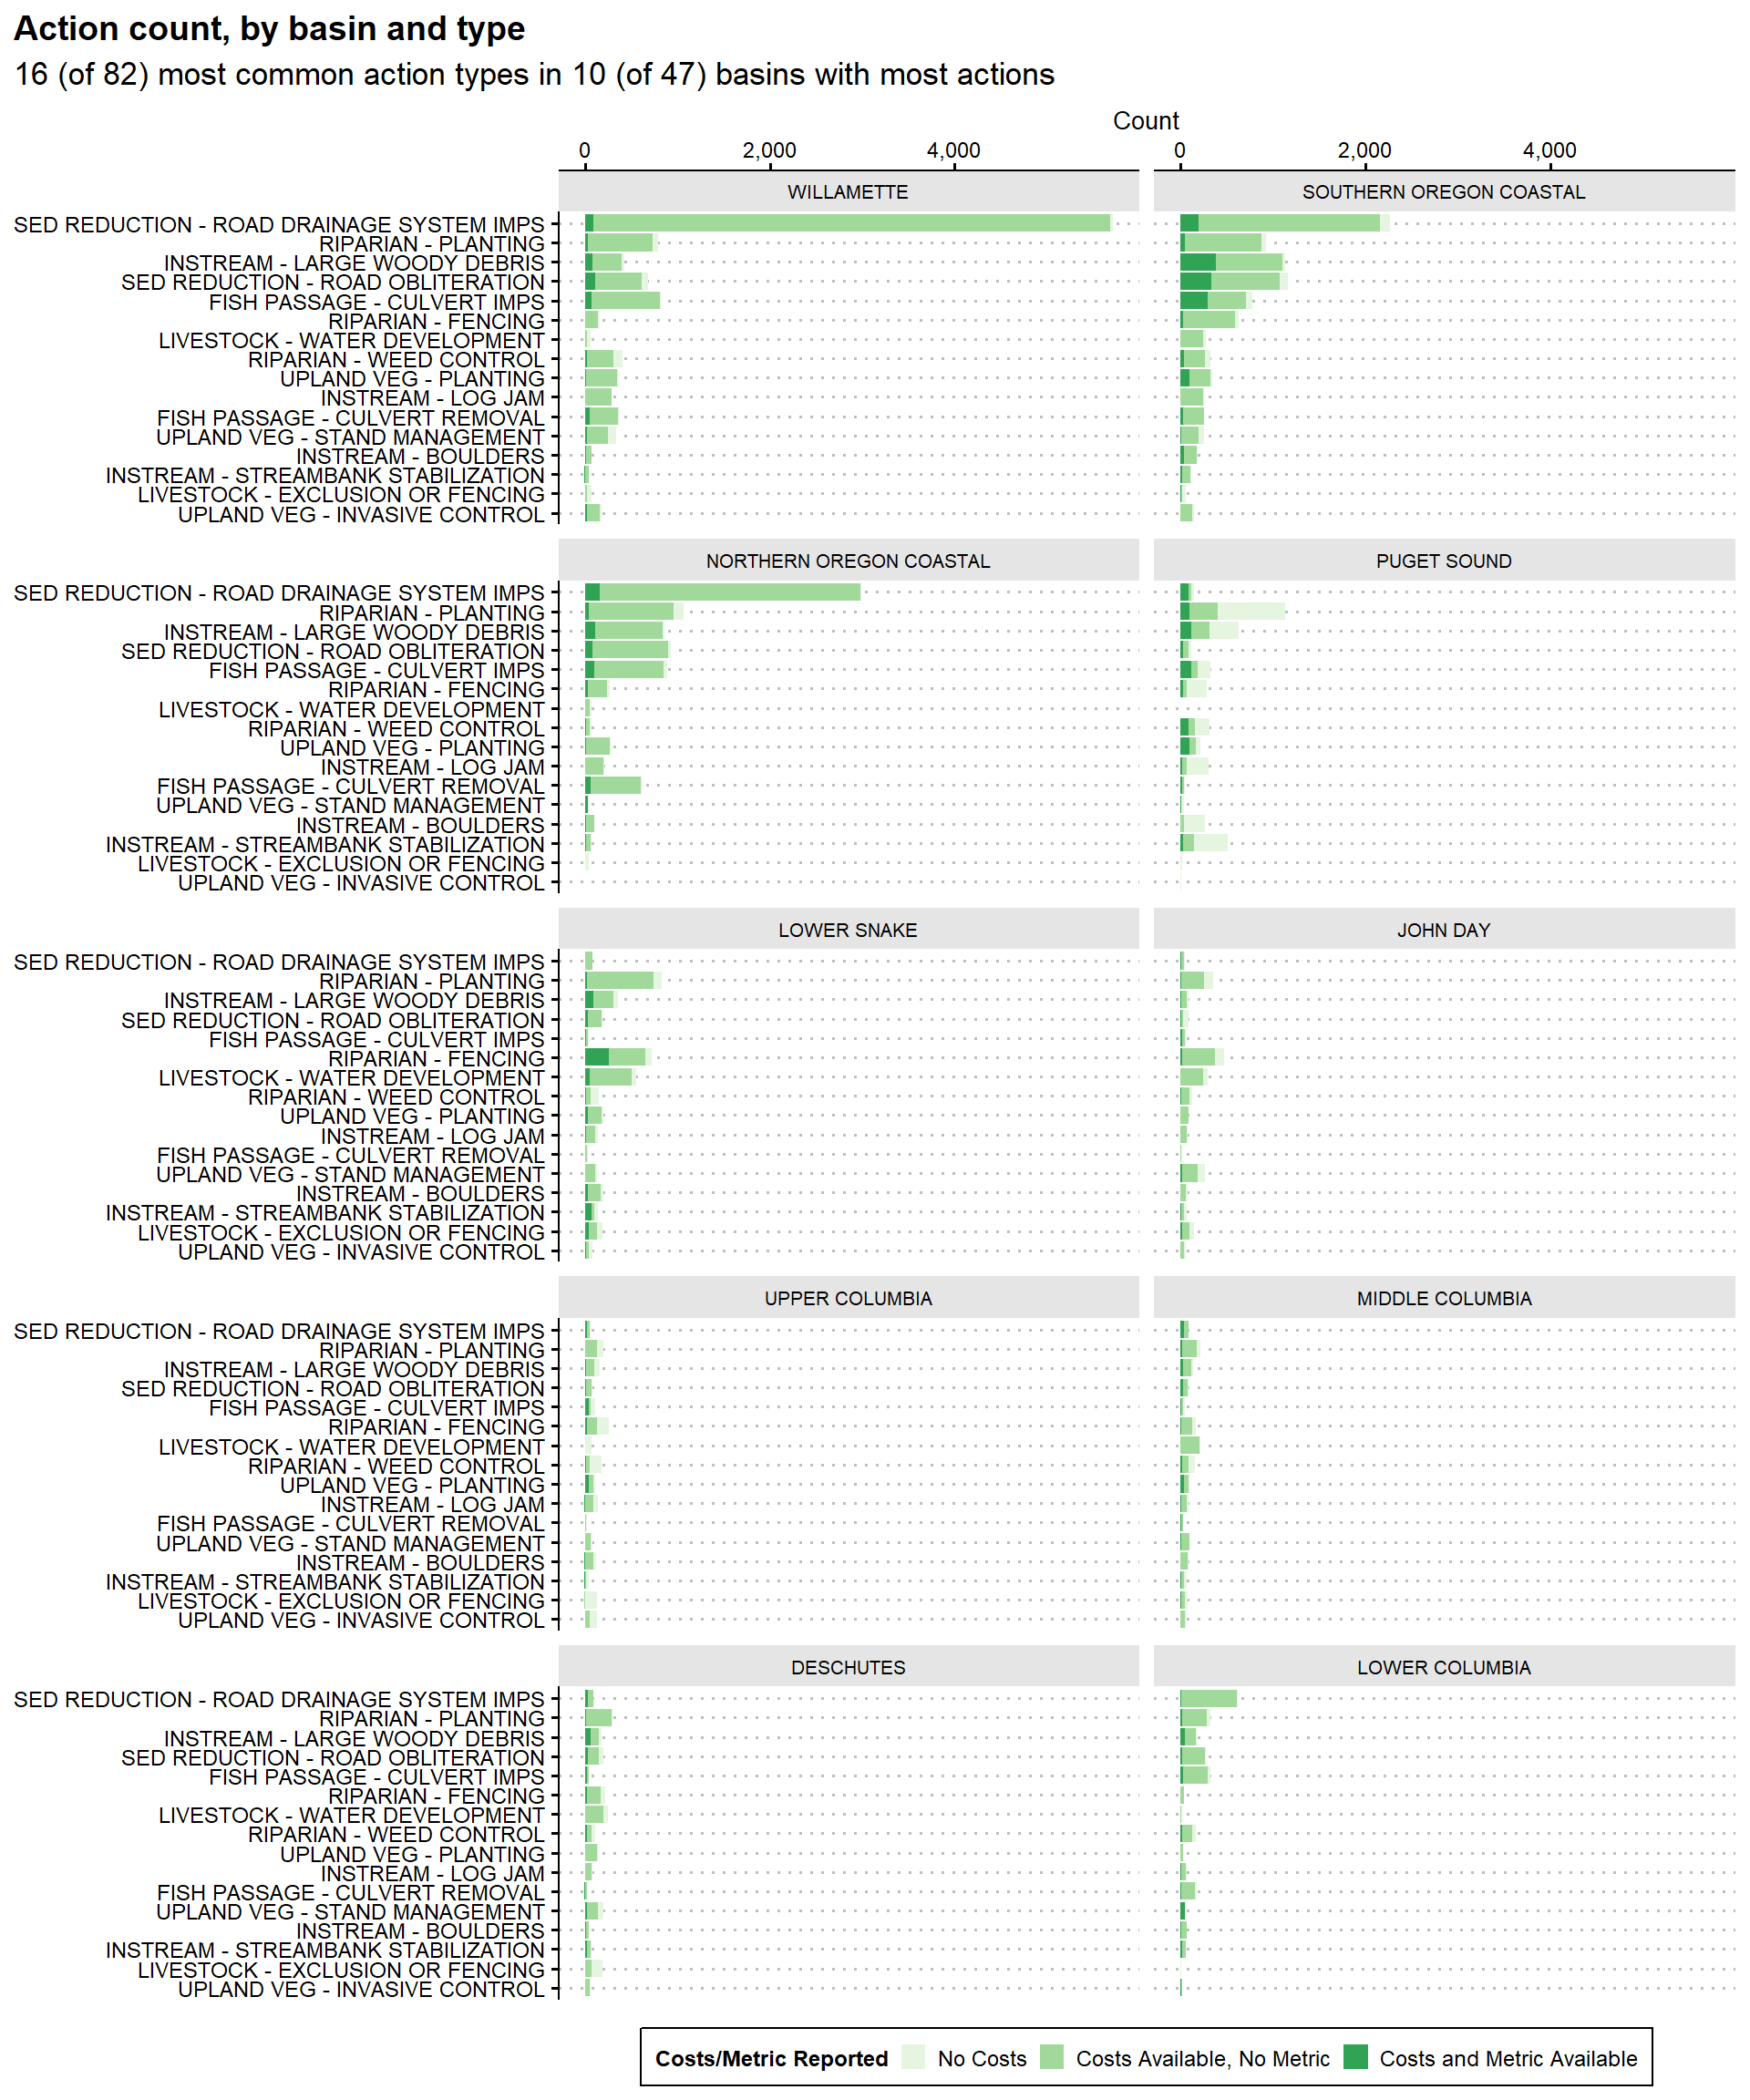 Action count, by basin and type
16 (of 82) most common action types in 10 (of 47) basins with most actions
Count
0 2,000 4,000 0 2,000 4,000
WILLAMETTE SOUTHERN OREGON COASTAL
SED REDUCTION - ROAD DRAINAGE SYSTEM IMPS
RIPARIAN - PLANTING
INSTREAM - LARGE WOODY DEBRIS
SED REDUCTION - ROAD OBLITERATION
FISH PASSAGE - CULVERT IMPS
RIPARIAN - FENCING
LIVESTOCK - WATER DEVELOPMENT
RIPARIAN - WEED CONTROL
UPLAND VEG - PLANTING
INSTREAM - LOG JAM
FISH PASSAGE - CULVERT REMOVAL
UPLAND VEG - STAND MANAGEMENT
INSTREAM - BOULDERS
INSTREAM - STREAMBANK STABILIZATION
LIVESTOCK - EXCLUSION OR FENCING
UPLAND VEG - INVASIVE CONTROL
NORTHERN OREGON COASTAL PUGET SOUND
SED REDUCTION - ROAD DRAINAGE SYSTEM IMPS
RIPARIAN - PLANTING
INSTREAM - LARGE WOODY DEBRIS
SED REDUCTION - ROAD OBLITERATION
FISH PASSAGE - CULVERT IMPS
RIPARIAN - FENCING
LIVESTOCK - WATER DEVELOPMENT
RIPARIAN - WEED CONTROL
UPLAND VEG - PLANTING
INSTREAM - LOG JAM
FISH PASSAGE - CULVERT REMOVAL
UPLAND VEG - STAND MANAGEMENT
INSTREAM - BOULDERS
INSTREAM - STREAMBANK STABILIZATION
LIVESTOCK - EXCLUSION OR FENCING
UPLAND VEG - INVASIVE CONTROL
LOWER SNAKE JOHN DAY
SED REDUCTION - ROAD DRAINAGE SYSTEM IMPS
RIPARIAN - PLANTING
INSTREAM - LARGE WOODY DEBRIS
SED REDUCTION - ROAD OBLITERATION
FISH PASSAGE - CULVERT IMPS
RIPARIAN - FENCING
LIVESTOCK - WATER DEVELOPMENT
RIPARIAN - WEED CONTROL
UPLAND VEG - PLANTING
INSTREAM - LOG JAM
FISH PASSAGE - CULVERT REMOVAL
UPLAND VEG - STAND MANAGEMENT
INSTREAM - BOULDERS
INSTREAM - STREAMBANK STABILIZATION
LIVESTOCK - EXCLUSION OR FENCING
UPLAND VEG - INVASIVE CONTROL
UPPER COLUMBIA MIDDLE COLUMBIA
SED REDUCTION - ROAD DRAINAGE SYSTEM IMPS
RIPARIAN - PLANTING
INSTREAM - LARGE WOODY DEBRIS
SED REDUCTION - ROAD OBLITERATION
FISH PASSAGE - CULVERT IMPS
RIPARIAN - FENCING
LIVESTOCK - WATER DEVELOPMENT
RIPARIAN - WEED CONTROL
UPLAND VEG - PLANTING
INSTREAM - LOG JAM
FISH PASSAGE - CULVERT REMOVAL
UPLAND VEG - STAND MANAGEMENT
INSTREAM - BOULDERS
INSTREAM - STREAMBANK STABILIZATION
LIVESTOCK - EXCLUSION OR FENCING
UPLAND VEG - INVASIVE CONTROL
DESCHUTES LOWER COLUMBIA
SED REDUCTION - ROAD DRAINAGE SYSTEM IMPS
RIPARIAN - PLANTING
INSTREAM - LARGE WOODY DEBRIS
SED REDUCTION - ROAD OBLITERATION
FISH PASSAGE - CULVERT IMPS
RIPARIAN - FENCING
LIVESTOCK - WATER DEVELOPMENT
RIPARIAN - WEED CONTROL
UPLAND VEG - PLANTING
INSTREAM - LOG JAM
FISH PASSAGE - CULVERT REMOVAL
UPLAND VEG - STAND MANAGEMENT
INSTREAM - BOULDERS
INSTREAM - STREAMBANK STABILIZATION
LIVESTOCK - EXCLUSION OR FENCING
UPLAND VEG - INVASIVE CONTROL
Costs/Metric Reported No Costs Costs Available, No Metric Costs and Metric Available